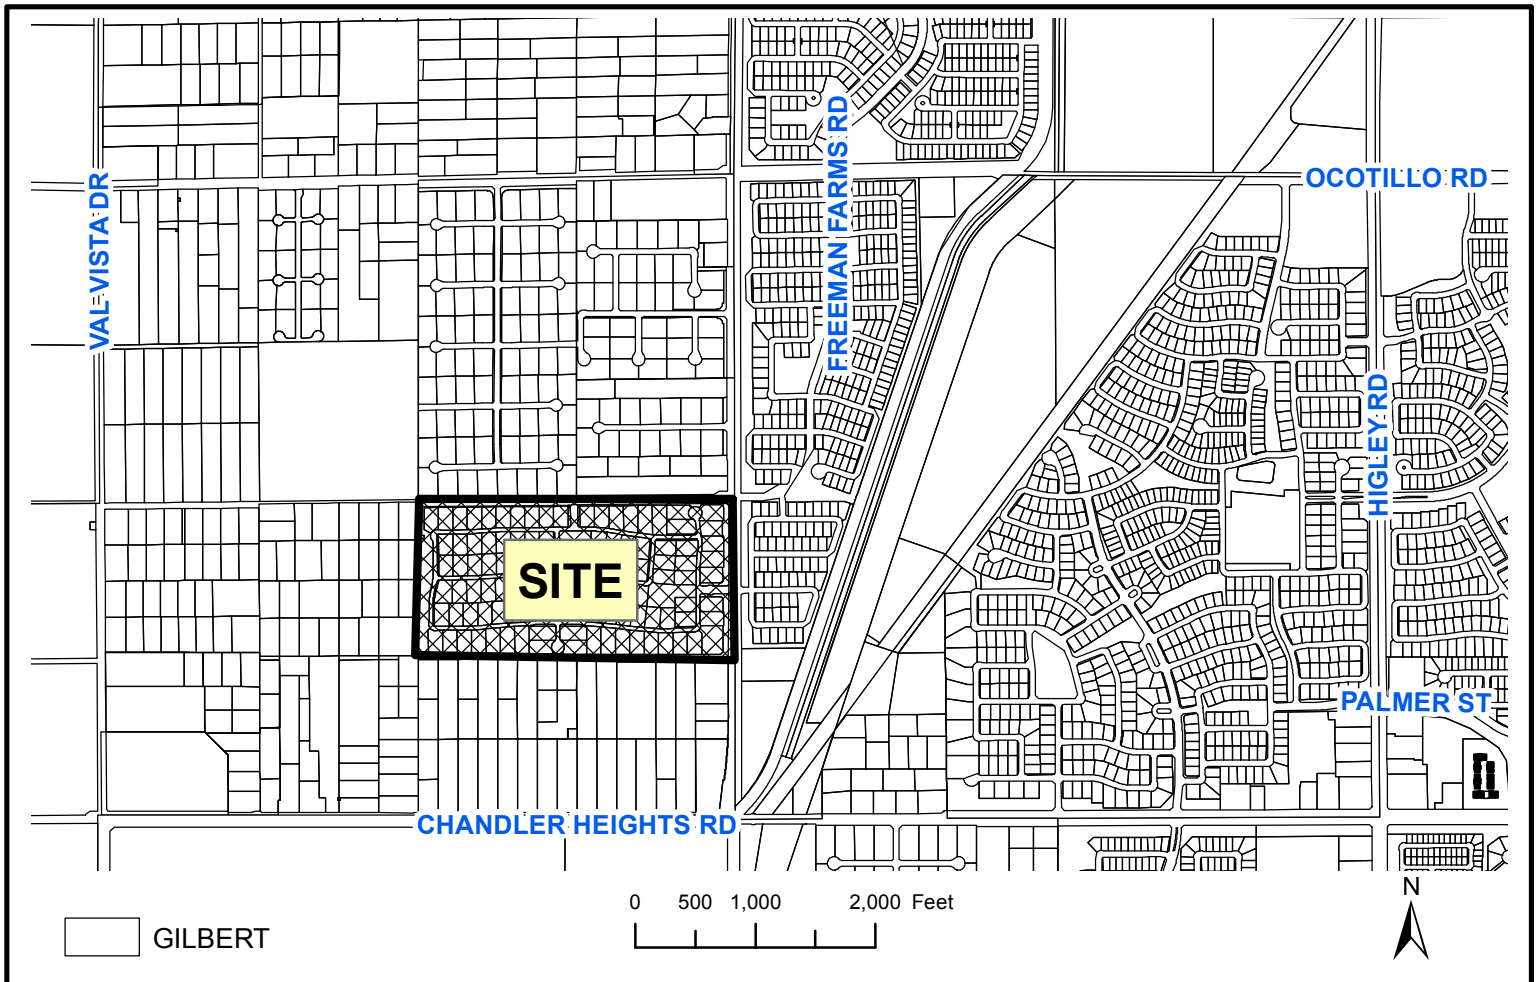 FREEMAN FARMS RD
OCOTILLO RD
VAL VISTA DR
HIGLEY RD
SITE
PALMER ST
CHANDLER HEIGHTS RD
0 500 1,000 2,000 Feet
N
GILBERT